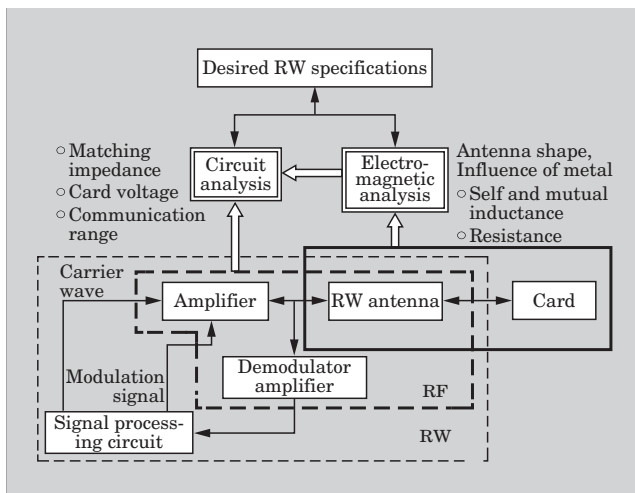 Desired RW specifications
○ Matching
impedance
○ Card voltage
○ Communication
range
Circuit
analysis
Electro-
magnetic
analysis
Antenna shape,
Influence of metal
○ Self and mutual
inductance
○ Resistance
Carrier
wave
Amplifier
RW antenna
Card
Modulation
signal
Demodulator
amplifier
RF
Signal process-
ing circuit
RW